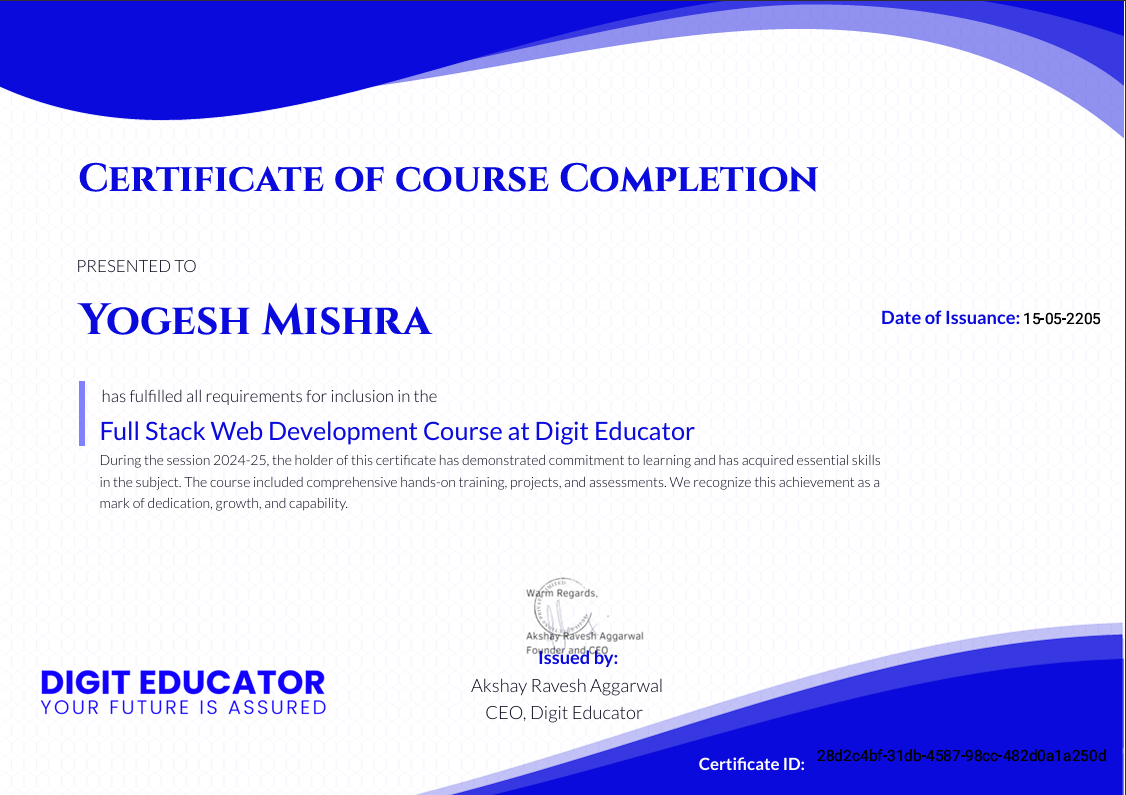 Certificate of course Completion
PRESENTED TO
Yogesh Mishra
Date of Issuance: 15-05-2205
has fulfilled all requirements for inclusion in the
Full Stack Web Development Course at Digit Educator
During the session 2024-25, the holder of this certificate has demonstrated commitment to learning and has acquired essential skills
in the subject. The course included comprehensive hands-on training, projects, and assessments. We recognize this achievement as a
mark of dedication, growth, and capability.
Warm Regards,
Akshay Ravesh Aggarwal
Founder and CEO
Issued by:
Akshay Ravesh Aggarwal
CEO, Digit Educator
DIGIT EDUCATOR
YOUR FUTURE IS ASSURED
Certificate ID: 28d2c4bf-31db-4587-98cc-482d0a1a250d